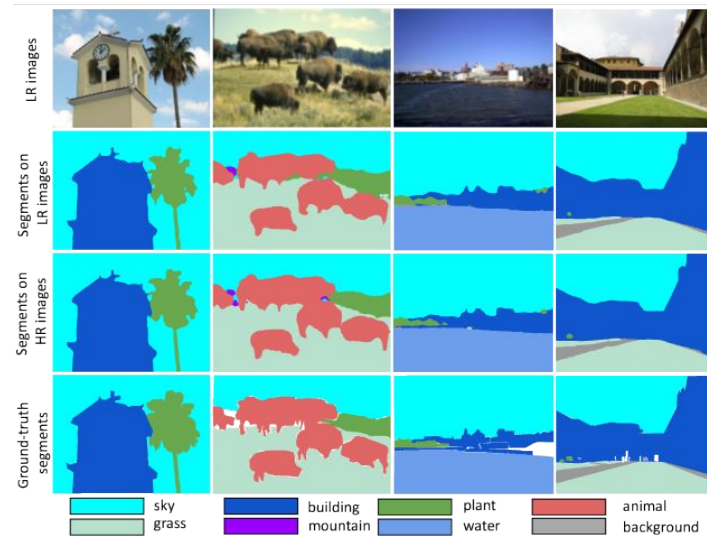 LR images
Segments on
LR images
Segments on
HR images
Ground-truth
segments
sky
building
plant
animal
grass
mountain
water
background